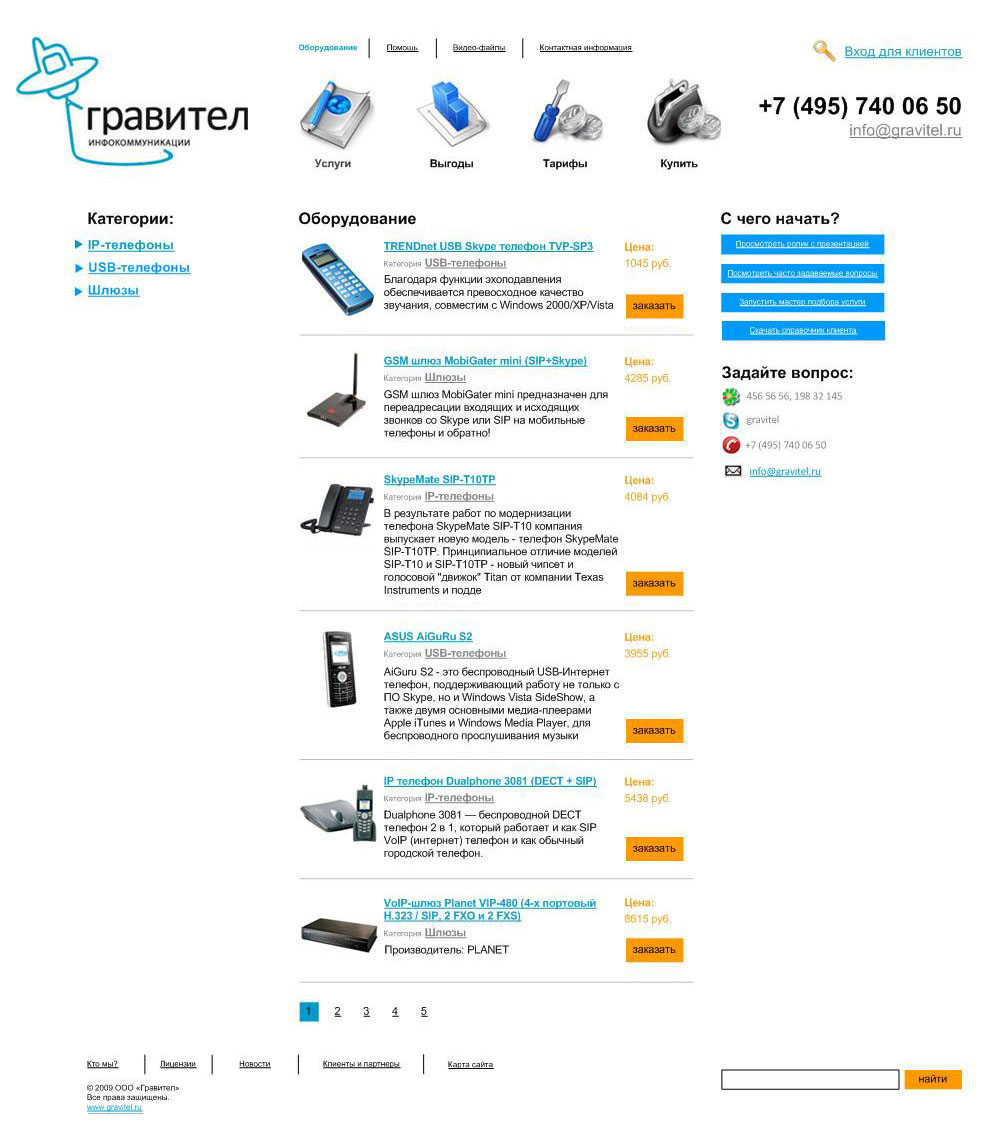 гравител
ИНФОКОММУНИКАЦИИ
Оборудование
Помошь
Видео-файлы
Контактная информация
Вход для клиентов
Услуги
Выгоды
Тарифы
Купить
+7 (495) 740 06 50
info@gravitel.ru
Категории:
IP-телефоны
USB-телефоны
Шлюзы
Оборудование
TRENDnet USB Skype телефон TVP-SP3
Категория USB-телефоны
Благодаря функции эхоподавления
обеспечивается превосходное качество
звучания, совместим с Windows 2000/XP/Vista
Цена:
1045 руб.
заказать
GSM шлюз MobiGater mini (SIP+Skype)
Категория Шлюзы
GSM шлюз MobiGater mini предназначен для
переадресации входящих и исходящих
звонков со Skype или SIP на мобильные
телефоны и обратно!
Цена:
4285 руб.
заказать
SkypeMate SIP-T10TP
Категория IP-телефоны
В результате работ по модернизации
телефона SkypeMate SIP-T10 компания
выпускает новую модель - телефон SkypeMate
SIP-T10TP. Принципиальное отличие моделей
SIP-T10 и SIP-T10TP - новый чипсет и
голосовой "движок" Titan от компании Texas
Instruments и подде
Цена:
4084 руб.
заказать
ASUS AiGuRu S2
Категория USB-телефоны
AiGuru S2 - это беспроводный USB-Интернет
телефон, поддерживающий работу не только с
ПО Skype, но и Windows Vista SideShow, а
также двумя основными медиа-плеерами
Apple iTunes и Windows Media Player, для
беспроводного прослушивания музыки
Цена:
3955 руб.
заказать
IP телефон Dualphone 3081 (DECT + SIP)
Категория IP-телефоны
Dualphone 3081 — беспроводной DECT
телефон 2 в 1, который работает и как SIP
VoIP (интернет) телефон и как обычный
городской телефон.
Цена:
5438 руб.
заказать
VoIP-шлюз Planet VIP-480 (4-х портовый
H.323 / SIP, 2 FXO и 2 FXS)
Категория Шлюзы
Производитель: PLANET
Цена:
8615 руб.
заказать
1 2 3 4 5
С чего начать?
Просмотреть ролик с презентацией
Посмотреть часто задаваемые вопросы
Запустить мастер подбора услуги
Скачать справочник клиента
Задайте вопрос:
456 56 56, 198 32 145
gravitel
+7 (495) 740 06 50
info@gravitel.ru
Кто мы?
Лицензии
Новости
Клиенты и партнеры
Карта сайта
© 2009 ООО «Гравител»
Все права защищены.
www.gravitel.ru
найти